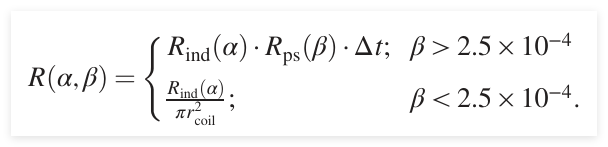 R(α,β) = { R_ind(α) · R_ps(β) · Δt; β > 2.5 × 10^−4
R_ind(α) / πr_coil^2 ; β < 2.5 × 10^−4.